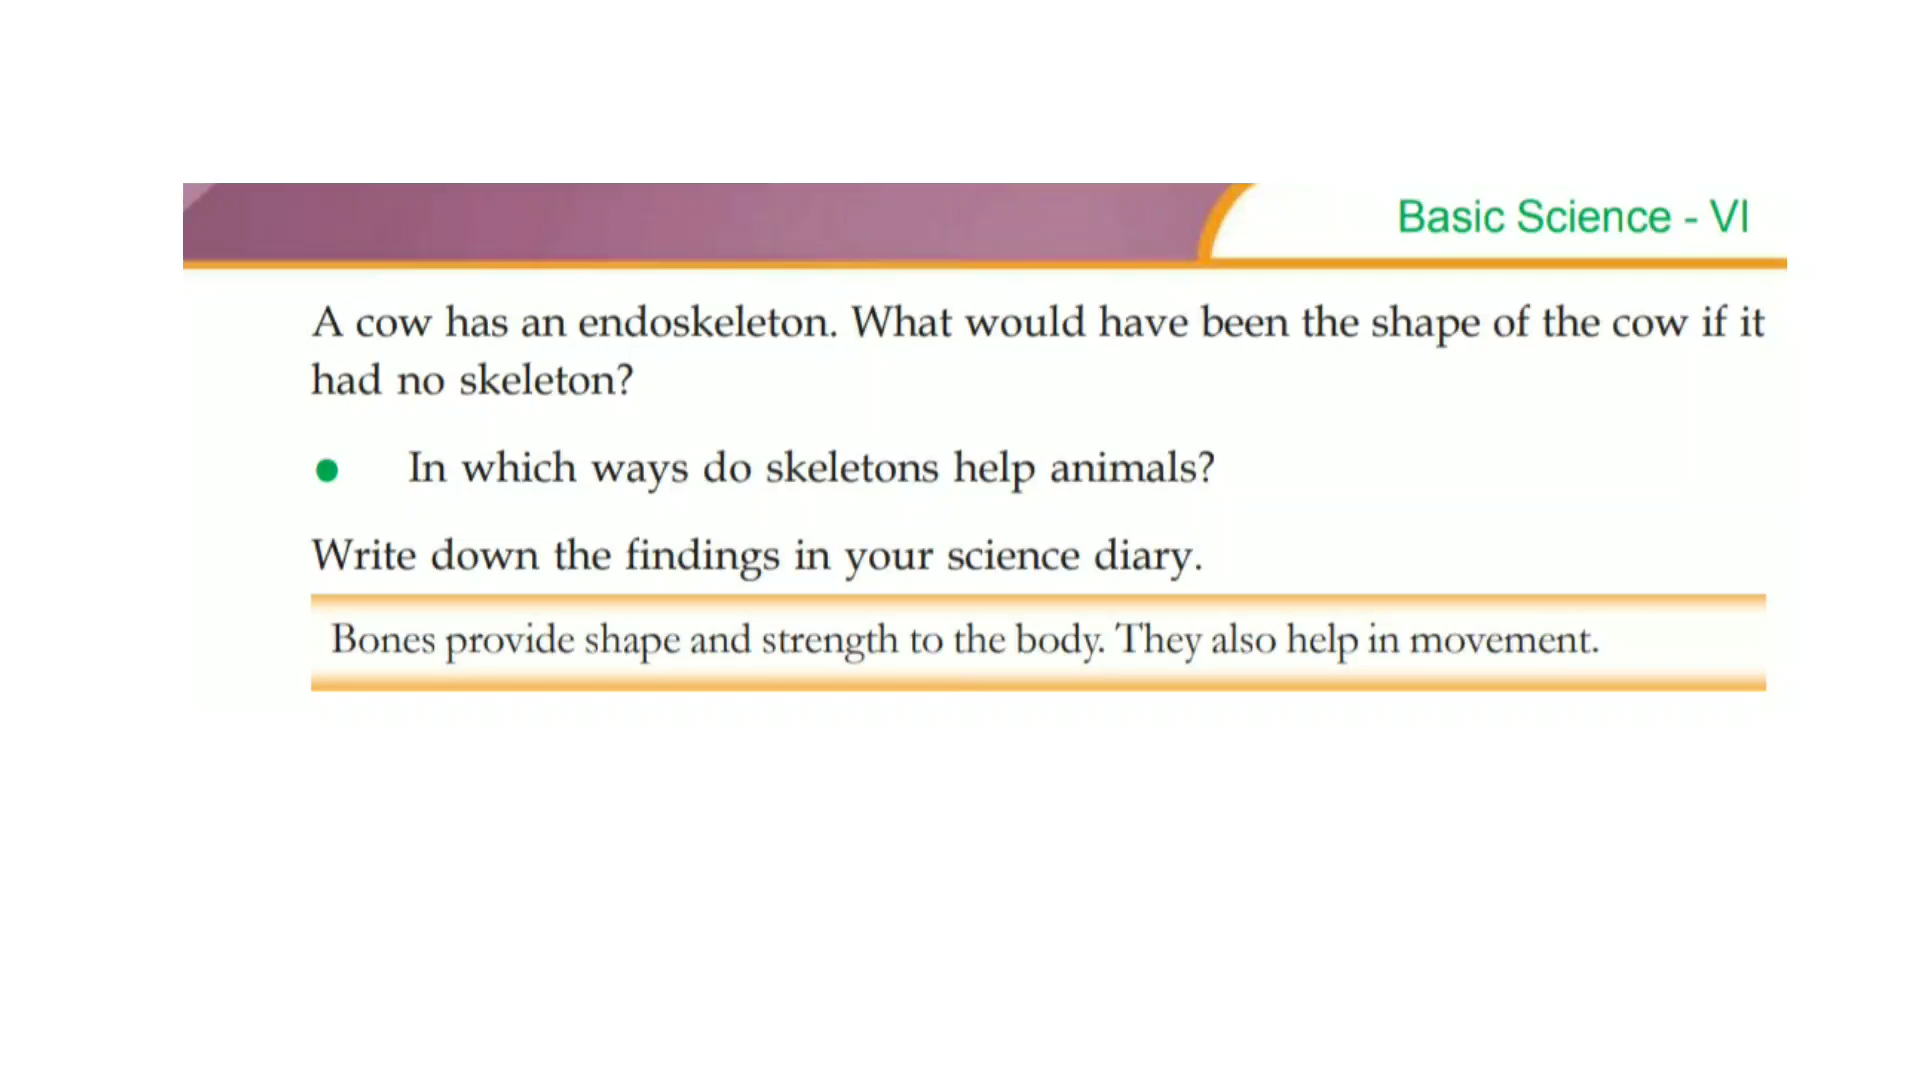 Basic Science - VI
A cow has an endoskeleton. What would have been the shape of the cow if it
had no skeleton?
● In which ways do skeletons help animals?
Write down the findings in your science diary.
Bones provide shape and strength to the body. They also help in movement.